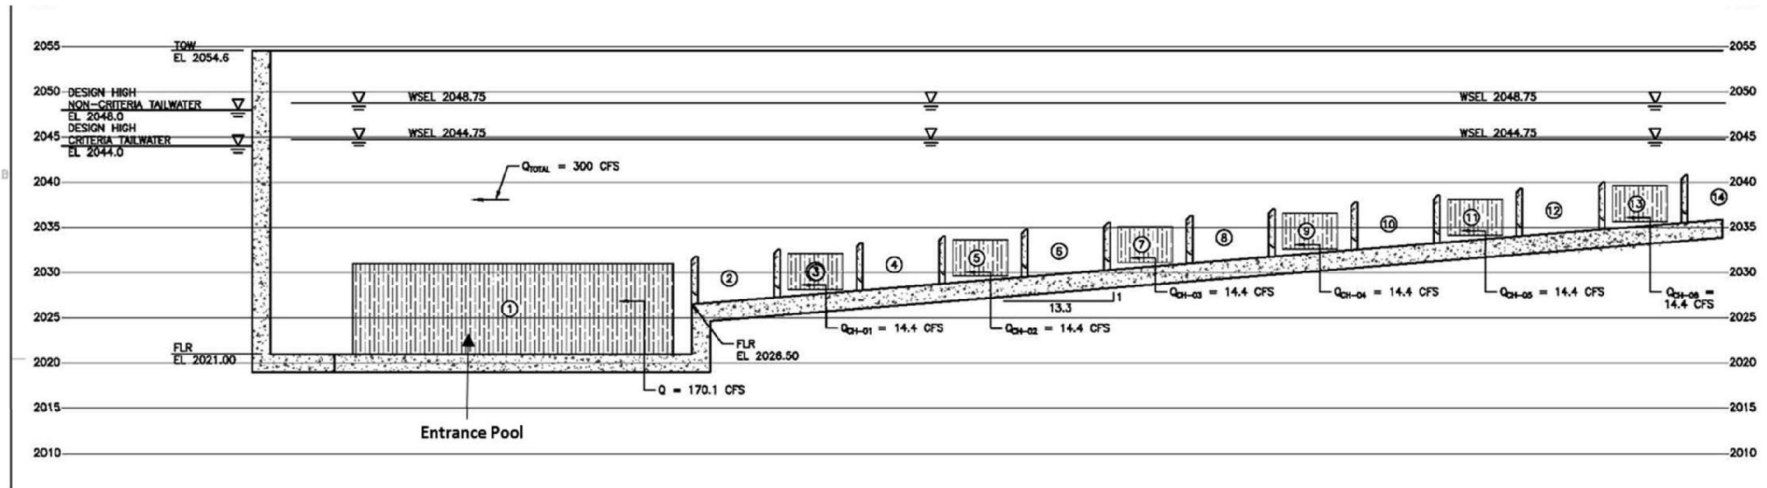 2055
TOW
EL 2054.6
2055
2050
DESIGN HIGH
NON-CRITERIA TAILWATER
EL 2048.0
WSEL 2048.75
WSEL 2048.75
2050
DESIGN HIGH
2045
CRITERIA TAILWATER
EL 2044.0
WSEL 2044.75
WSEL 2044.75
2045
B
2040
QTOTAL = 300 CFS
2040
2035
2035
1
2
3
4
5
6
7
8
9
10
11
12
13
14
2030
2030
13.3
1
QCH-01 = 14.4 CFS
QCH-02 = 14.4 CFS
QCH-03 = 14.4 CFS
QCH-04 = 14.4 CFS
QCH-05 = 14.4 CFS
QCH-06 =
14.4 CFS
2025
2025
FLR
EL 2021.00
FLR
EL 2026.50
2020
2020
Q = 170.1 CFS
2015
2015
Entrance Pool
2010
2010